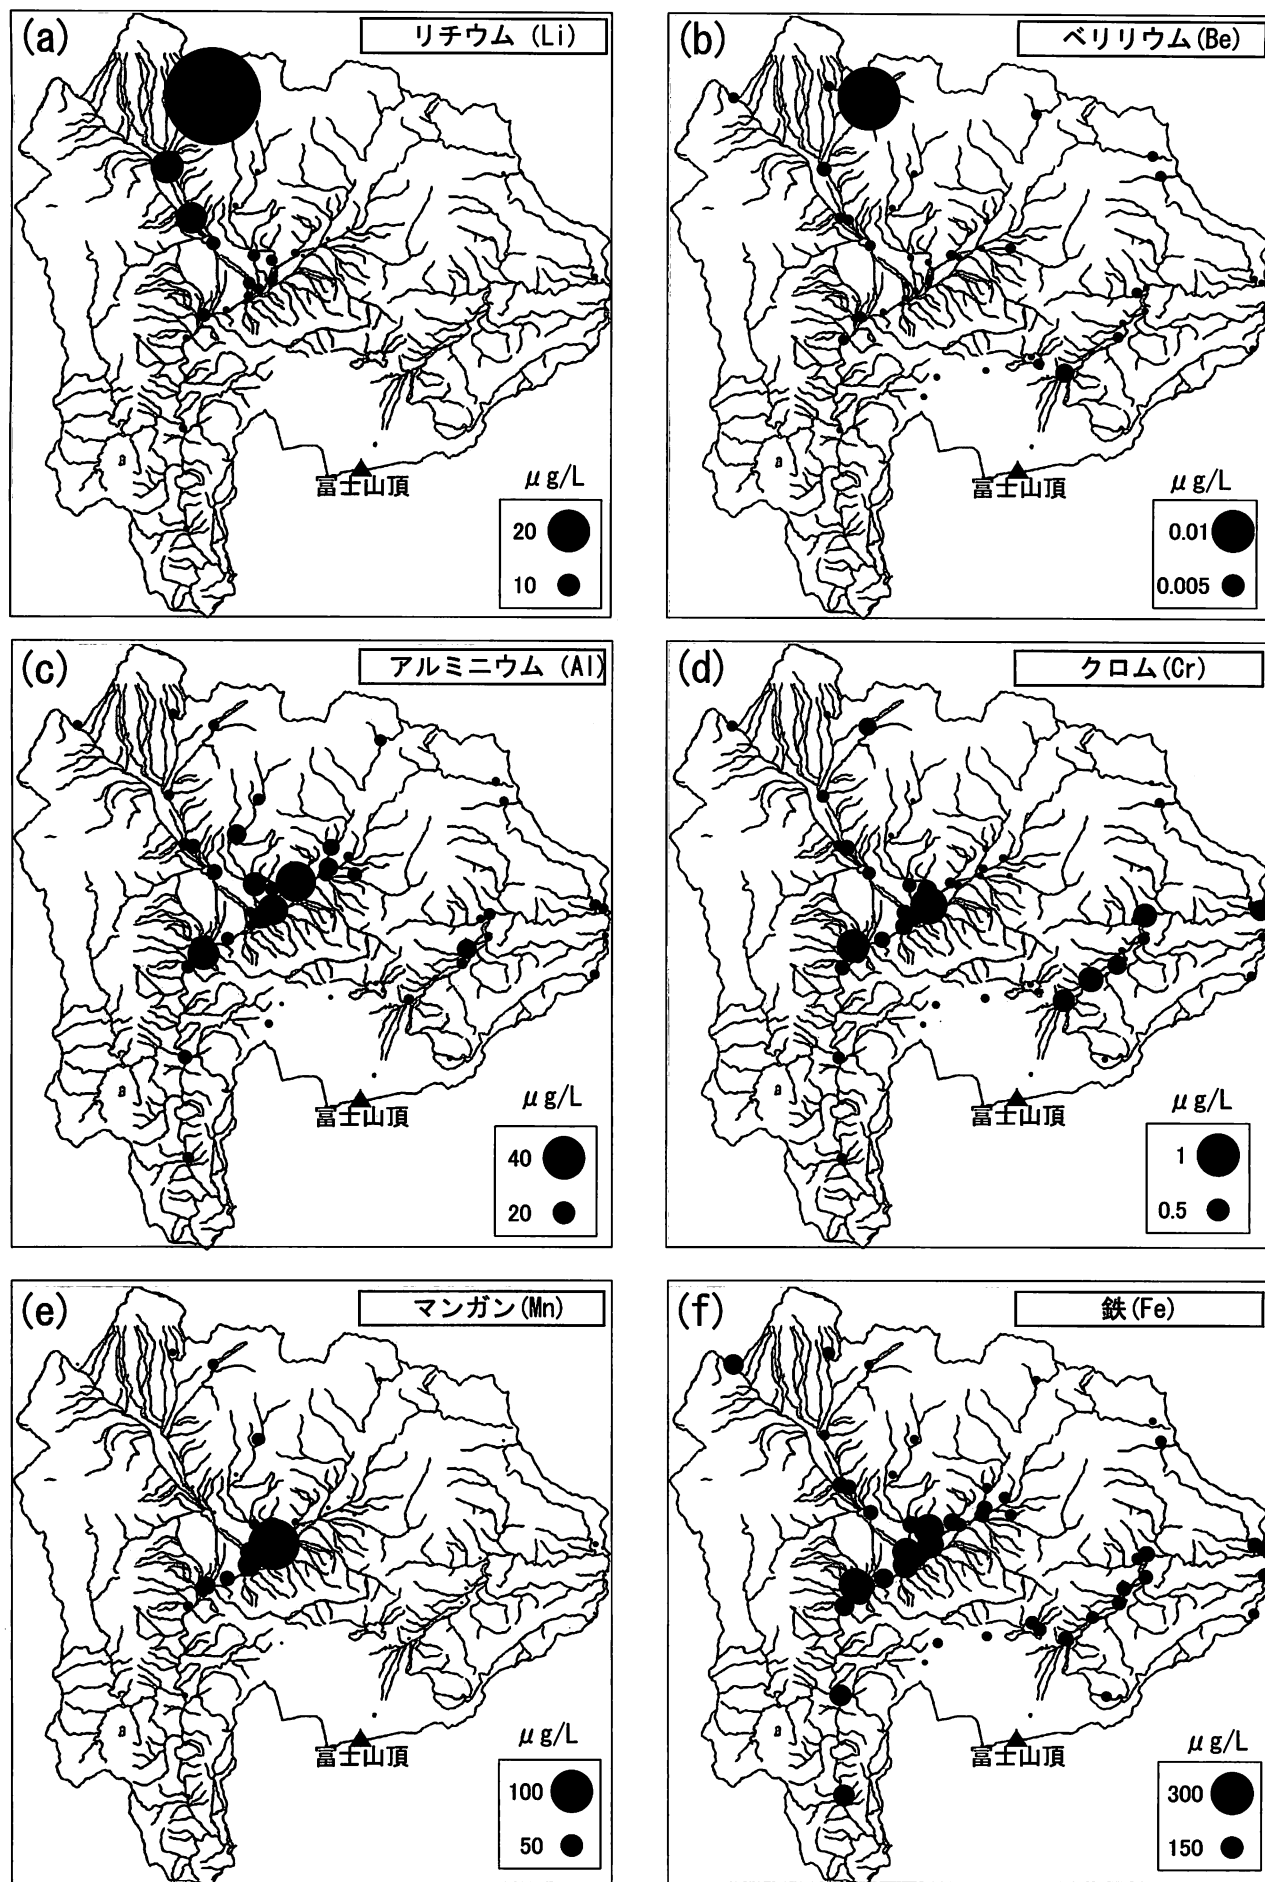 (a)
リチウム (Li)
富士山頂
μg/L
20
10
(b)
ベリリウム(Be)
富士山頂
μg/L
0.01
0.005
(c)
アルミニウム (Al)
富士山頂
μg/L
40
20
(d)
クロム(Cr)
富士山頂
μg/L
1
0.5
(e)
マンガン(Mn)
富士山頂
μg/L
100
50
(f)
鉄(Fe)
富士山頂
μg/L
300
150